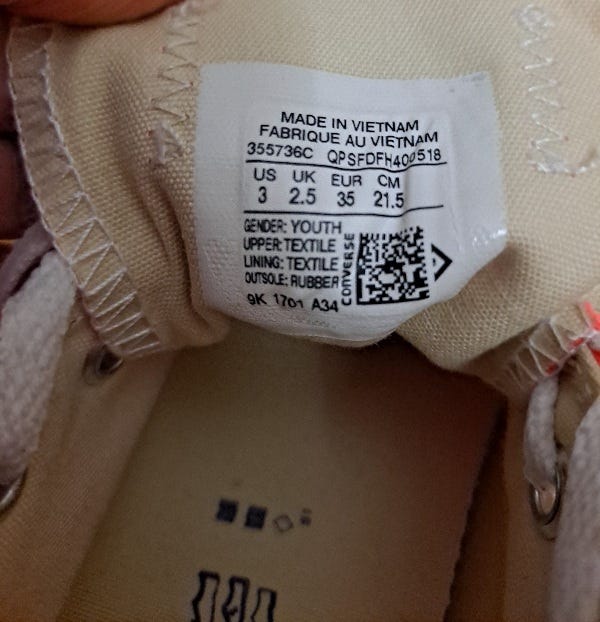 MADE IN VIETNAM
FABRIQUE AU VIETNAM
355736C QPSFDFH400518
US UK EUR CM
3 2.5 35 21.5
GENDER: YOUTH
UPPER: TEXTILE
LINING: TEXTILE
OUTSOLE: RUBBER
CONVERSE
9K 1701 A34